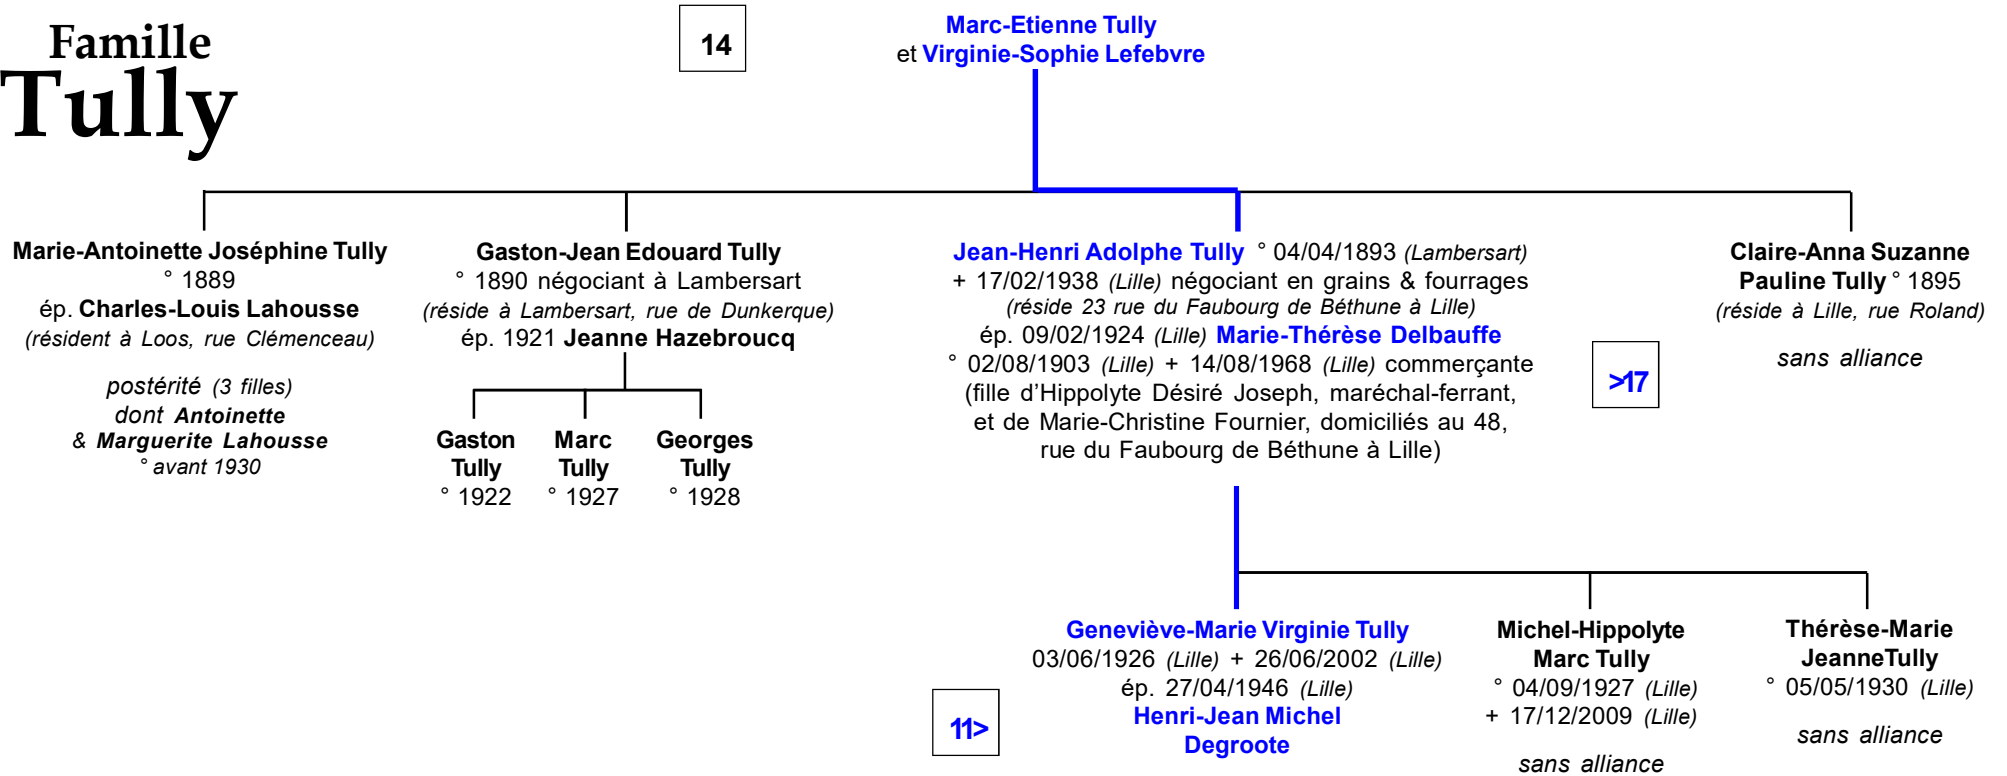 Famille
Tully
14
Marc-Etienne Tully
et Virginie-Sophie Lefebvre
Marie-Antoinette Joséphine Tully
° 1889
ép. Charles-Louis Lahousse
(résident à Loos, rue Clémenceau)
postérité (3 filles)
dont Antoinette
& Marguerite Lahousse
° avant 1930
Gaston-Jean Edouard Tully
° 1890 négociant à Lambersart
(réside à Lambersart, rue de Dunkerque)
ép. 1921 Jeanne Hazebroucq
Gaston
Tully
° 1922
Marc
Tully
° 1927
Georges
Tully
° 1928
Jean-Henri Adolphe Tully ° 04/04/1893 (Lambersart)
+ 17/02/1938 (Lille) négociant en grains & fourrages
(réside 23 rue du Faubourg de Béthune à Lille)
ép. 09/02/1924 (Lille) Marie-Thérèse Delbauffe
° 02/08/1903 (Lille) + 14/08/1968 (Lille) commerçante
(fille d’Hippolyte Désiré Joseph, maréchal-ferrant,
et de Marie-Christine Fournier, domiciliés au 48,
rue du Faubourg de Béthune à Lille)
>17
Claire-Anna Suzanne
Pauline Tully ° 1895
(réside à Lille, rue Roland)
sans alliance
11>
Geneviève-Marie Virginie Tully
03/06/1926 (Lille) + 26/06/2002 (Lille)
ép. 27/04/1946 (Lille)
Henri-Jean Michel
Degroote
Michel-Hippolyte
Marc Tully
° 04/09/1927 (Lille)
+ 17/12/2009 (Lille)
sans alliance
Thérèse-Marie
JeanneTully
° 05/05/1930 (Lille)
sans alliance